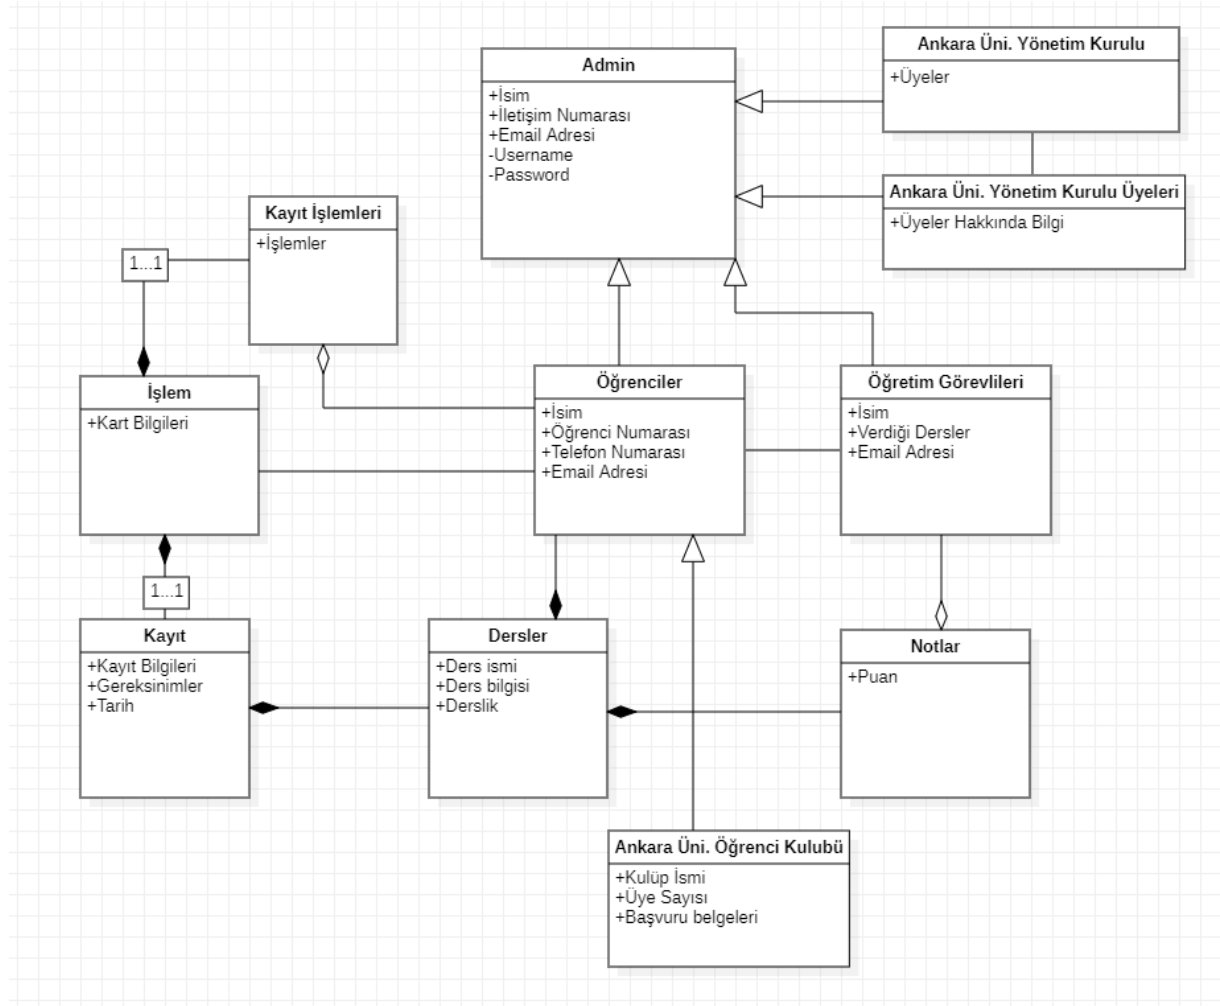 Ankara Üni. Yönetim Kurulu
+Üyeler
Admin
+İsim
+İletişim Numarası
+Email Adresi
-Username
-Password
Ankara Üni. Yönetim Kurulu Üyeleri
+Üyeler Hakkında Bilgi
Kayıt İşlemleri
+İşlemler
1...1
İşlem
+Kart Bilgileri
Öğrenciler
+İsim
+Öğrenci Numarası
+Telefon Numarası
+Email Adresi
Öğretim Görevlileri
+İsim
+Verdiği Dersler
+Email Adresi
1...1
Kayıt
+Kayıt Bilgileri
+Gereksinimler
+Tarih
Dersler
+Ders ismi
+Ders bilgisi
+Derslik
Notlar
+Puan
Ankara Üni. Öğrenci Kulubü
+Kulüp İsmi
+Üye Sayısı
+Başvuru belgeleri